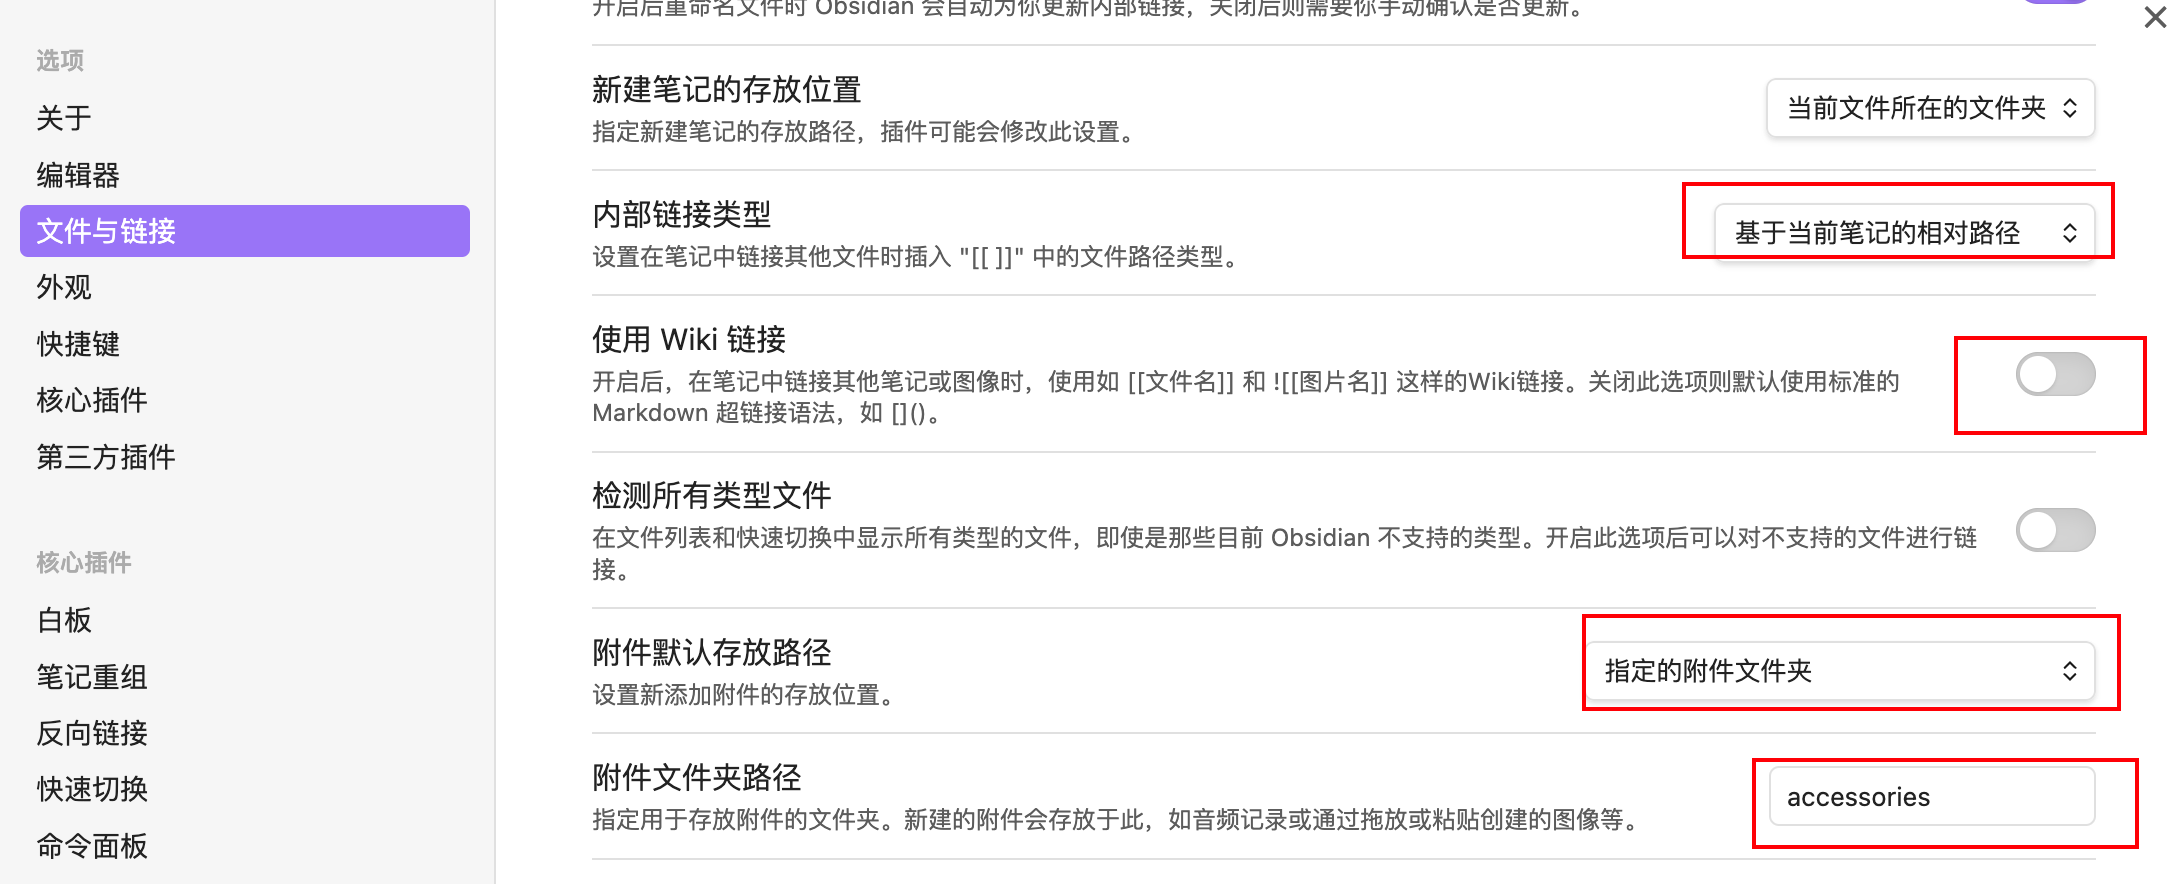 选项
关于
编辑器
文件与链接
外观
快捷键
核心插件
第三方插件
核心插件
白板
笔记重组
反向链接
快速切换
命令面板
开启后重命名文件时 Obsidian 会自动为你更新内部链接，关闭后则需要你手动确认是否更新。
新建笔记的存放位置
指定新建笔记的存放路径，插件可能会修改此设置。
当前文件所在的文件夹
内部链接类型
设置在笔记中链接其他文件时插入 "[[ ]]" 中的文件路径类型。
基于当前笔记的相对路径
使用 Wiki 链接
开启后，在笔记中链接其他笔记或图像时，使用如 [[文件名]] 和 ![[图片名]] 这样的Wiki链接。关闭此选项则默认使用标准的
Markdown 超链接语法，如 []()。
检测所有类型文件
在文件列表和快速切换中显示所有类型的文件，即使是那些目前 Obsidian 不支持的类型。开启此选项后可以对不支持的文件进行链
接。
附件默认存放路径
设置新添加附件的存放位置。
指定的附件文件夹
附件文件夹路径
指定用于存放附件的文件夹。新建的附件会存放于此，如音频记录或通过拖放或粘贴创建的图像等。
accessories